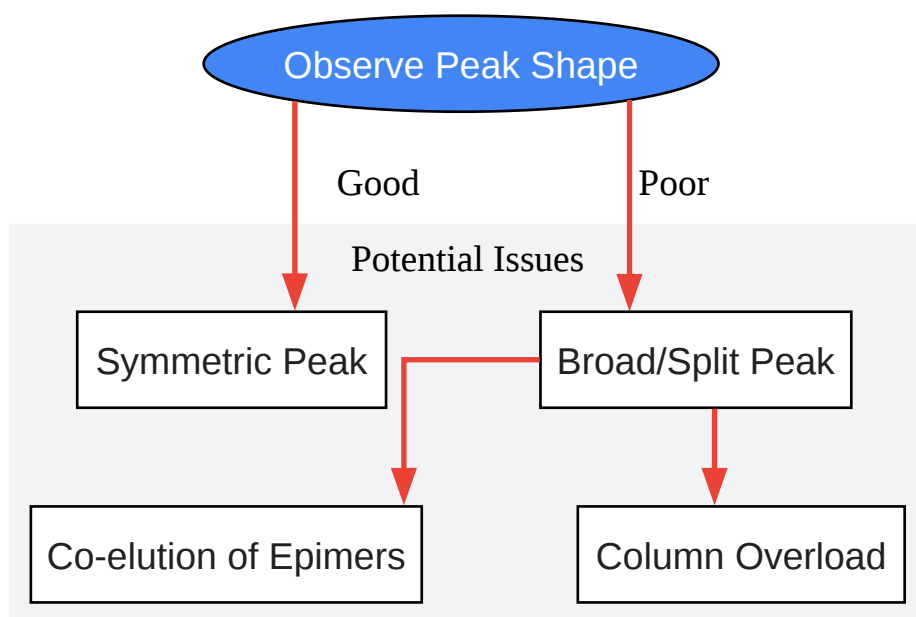 Observe Peak Shape
Good
Poor
Potential Issues
Symmetric Peak
Broad/Split Peak
Co-elution of Epimers
Column Overload